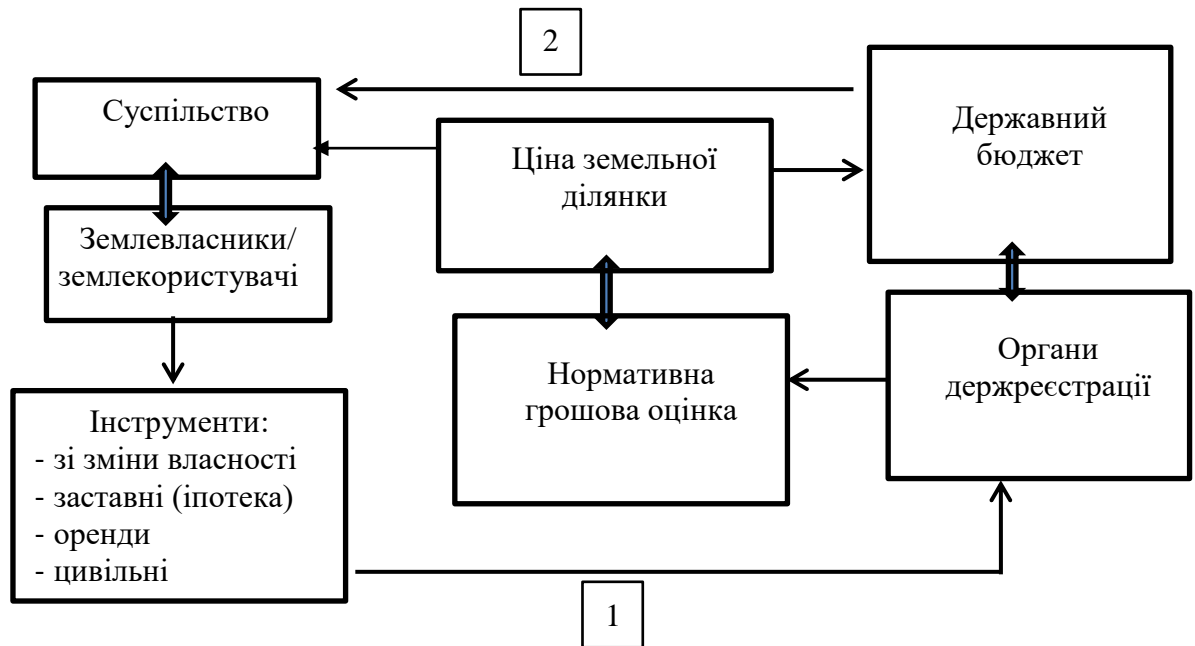 2
Суспільство
Державний
бюджет
Ціна земельної
ділянки
Землевласники/
землекористувачі
Органи
держреєстрації
Нормативна
грошова оцінка
Інструменти:
- зі зміни власності
- заставні (іпотека)
- оренди
- цивільні
1